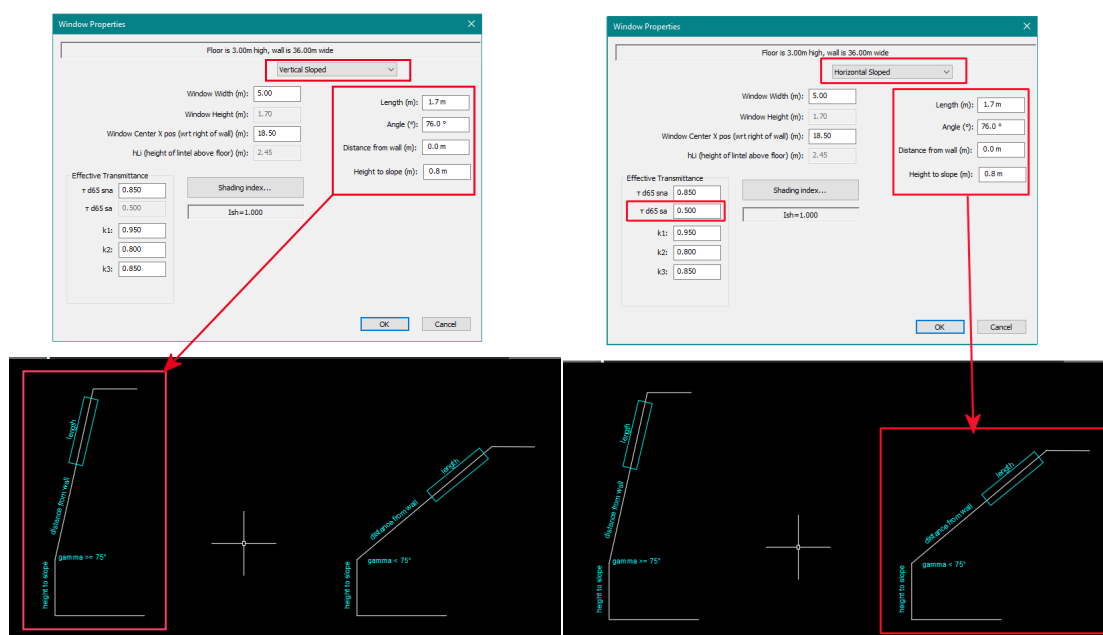 Window Properties
Floor is 3.00m high, wall is 36.00m wide
Vertical Sloped
Window Width (m): 5.00
Window Height (m): 1.70
Window Center X pos (wrt right of wall) (m): 18.50
hLi (height of lintel above floor) (m): 2.45
Length (m): 1.7 m
Angle (°): 76.0 °
Distance from wall (m): 0.0 m
Height to slope (m): 0.8 m
Effective Transmittance
τ d65 sna 0.850
τ d65 sa 0.500
k1: 0.950
k2: 0.800
k3: 0.850
Shading index...
Ish=1.000
OK
Cancel
Window Properties
Floor is 3.00m high, wall is 36.00m wide
Horizontal Sloped
Window Width (m): 5.00
Window Height (m): 1.70
Window Center X pos (wrt right of wall) (m): 18.50
hLi (height of lintel above floor) (m): 2.45
Length (m): 1.7 m
Angle (°): 76.0 °
Distance from wall (m): 0.0 m
Height to slope (m): 0.8 m
Effective Transmittance
τ d65 sna 0.850
τ d65 sa 0.500
k1: 0.950
k2: 0.800
k3: 0.850
Shading index...
Ish=1.000
OK
Cancel
length
distance from wall
gamma >= 75°
height to slope
length
distance from wall
gamma < 75°
height to slope
length
distance from wall
gamma >= 75°
height to slope
length
distance from wall
gamma < 75°
height to slope